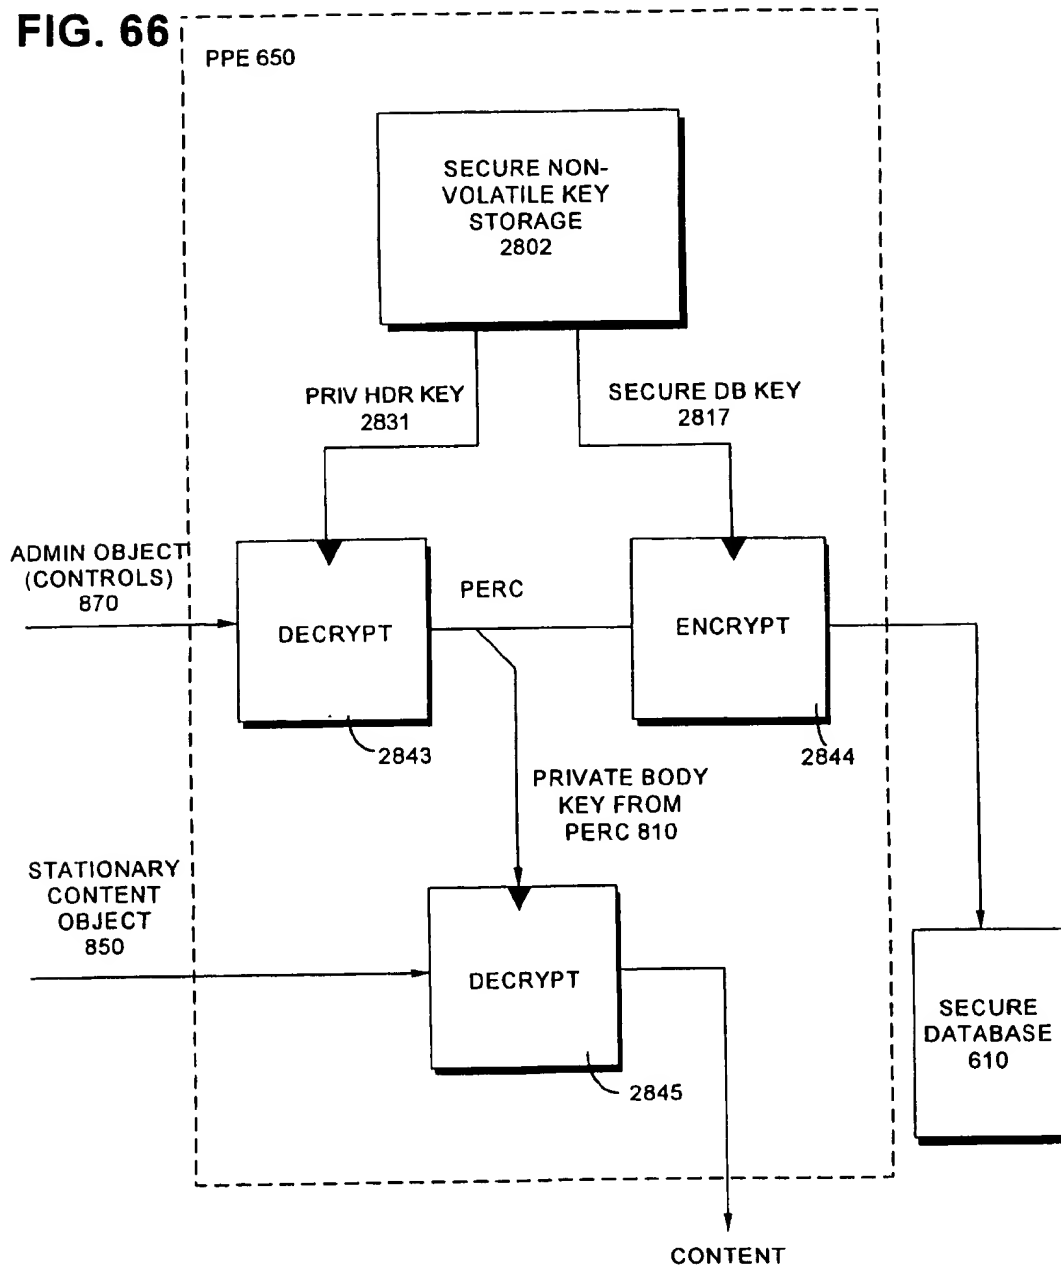 FIG. 66
PPE 650
SECURE NON-
VOLATILE KEY
STORAGE
2802
PRIV HDR KEY
2831
SECURE DB KEY
2817
ADMIN OBJECT
(CONTROLS)
870
DECRYPT
PERC
ENCRYPT
2843
2844
PRIVATE BODY
KEY FROM
PERC 810
STATIONARY
CONTENT
OBJECT
850
DECRYPT
SECURE
DATABASE
610
2845
CONTENT